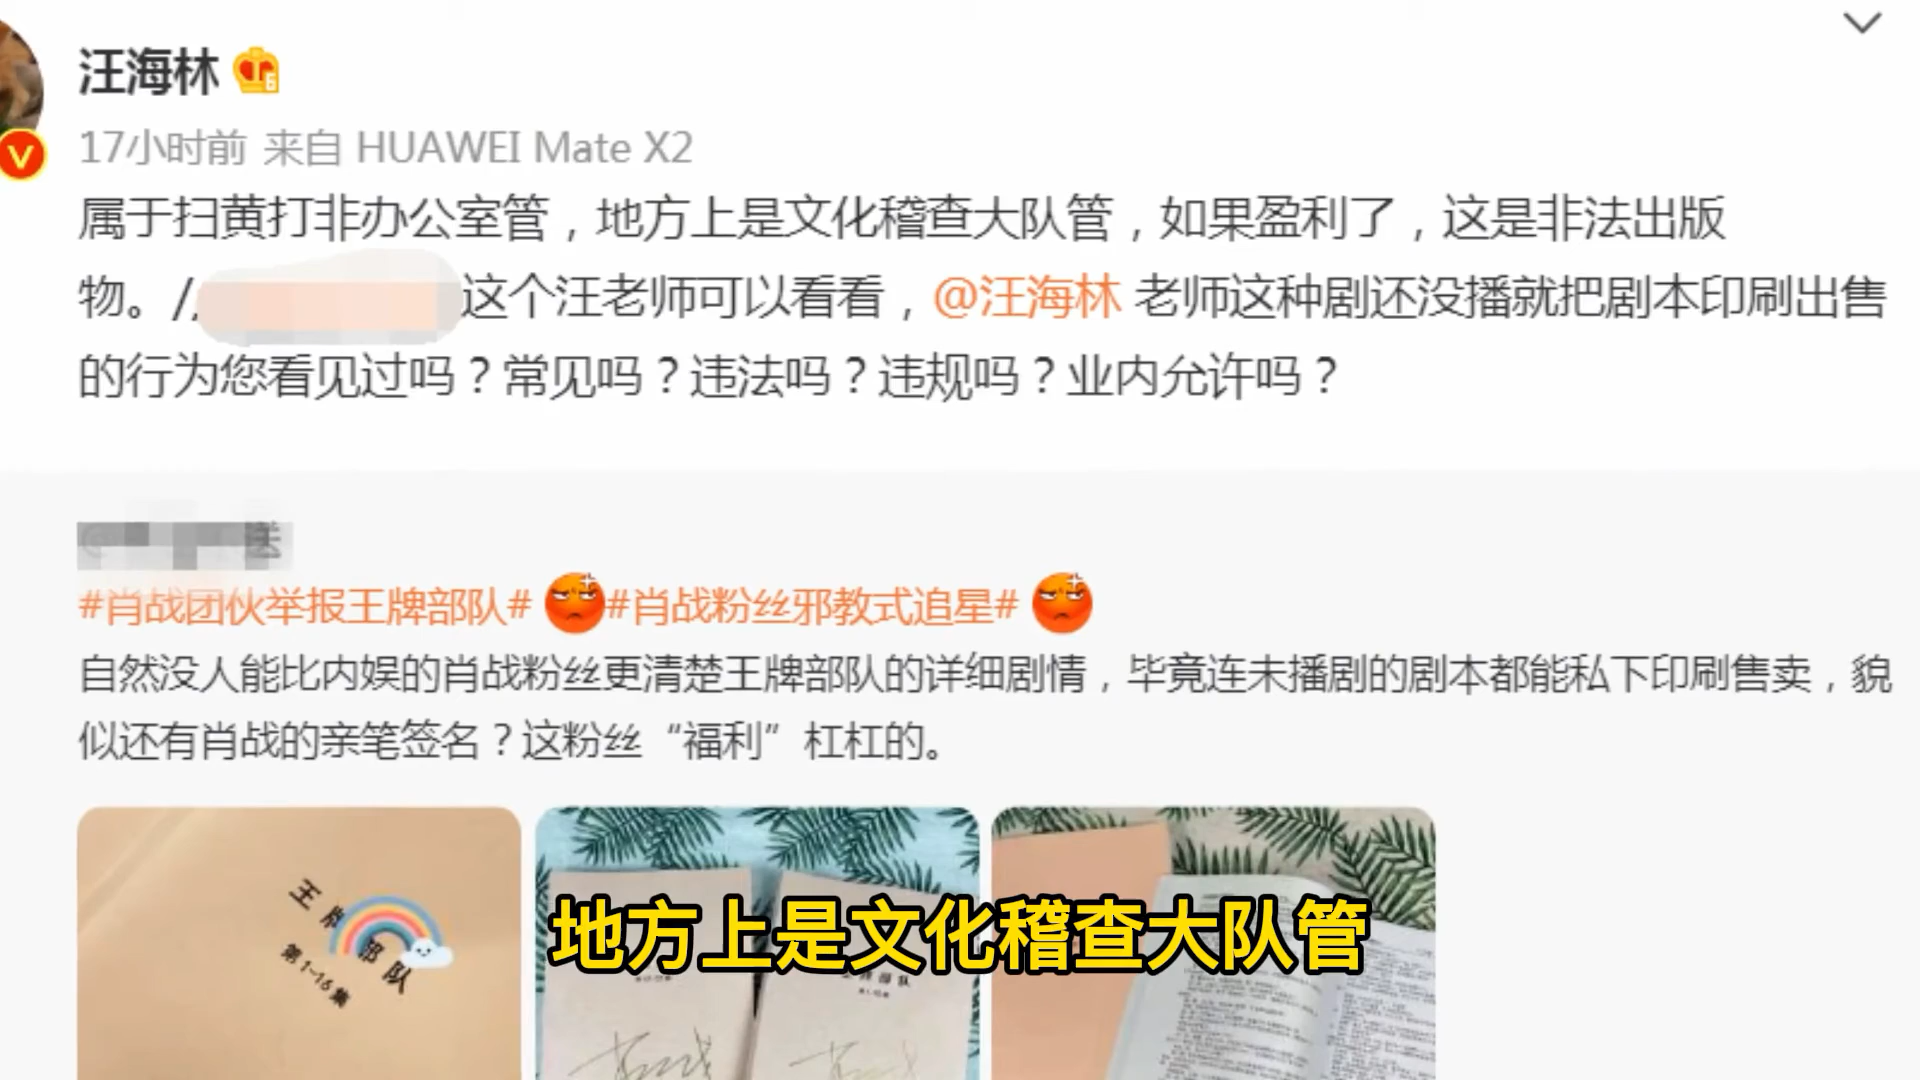 汪海林
17小时前 来自 HUAWEI Mate X2
属于扫黄打非办公室管，地方上是文化稽查大队管，如果盈利了，这是非法出版
物。//这个汪老师可以看看，@汪海林 老师这种剧还没播就把剧本印刷出售
的行为您看见过吗？常见吗？违法吗？违规吗？业内允许吗？
#肖战团伙举报王牌部队# #肖战粉丝邪教式追星#
自然没人能比内娱的肖战粉丝更清楚王牌部队的详细剧情，毕竟连未播剧的剧本都能私下印刷售卖，貌
似还有肖战的亲笔签名？这粉丝“福利”杠杠的。
王牌部队
第1-16集
地方上是文化稽查大队管